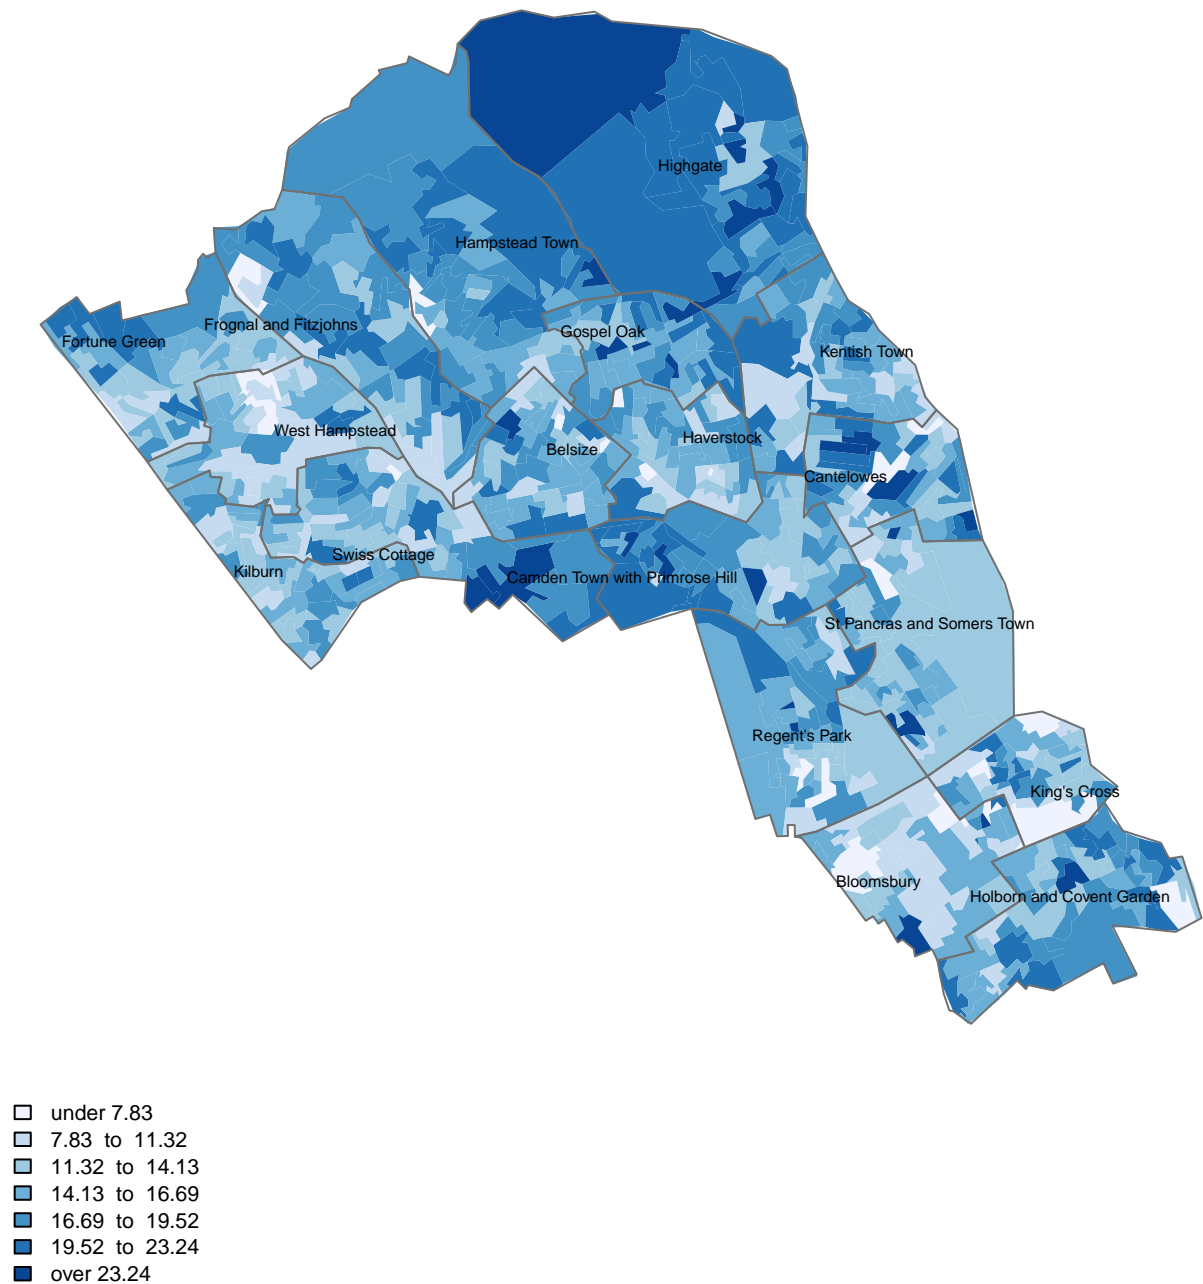 Highgate
Hampstead Town
Frognal and Fitzjohns
Gospel Oak
Fortune Green
Kentish Town
West Hampstead
Haverstock
Belsize
Cantelowes
Swiss Cottage
Kilburn
Camden Town with Primrose Hill
St Pancras and Somers Town
Regent's Park
King's Cross
Bloomsbury
Holborn and Covent Garden
under 7.83
7.83 to 11.32
11.32 to 14.13
14.13 to 16.69
16.69 to 19.52
19.52 to 23.24
over 23.24